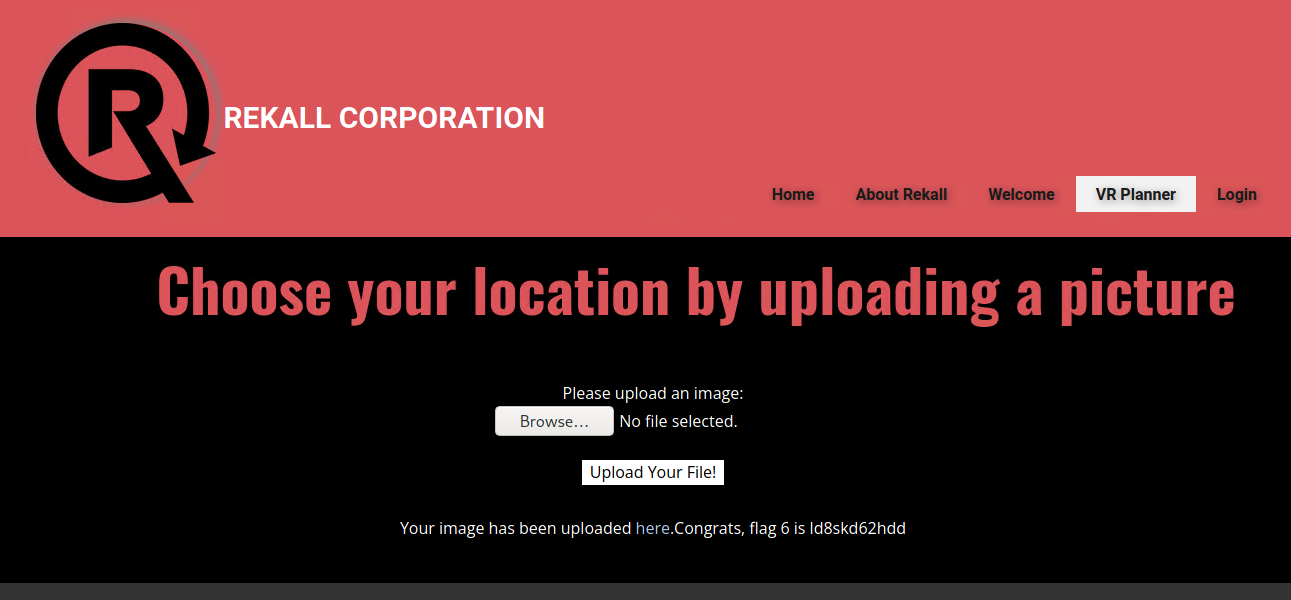 R
REKALL CORPORATION
Home About Rekall Welcome VR Planner Login
Choose your location by uploading a picture
Please upload an image:
Browse... No file selected.
Upload Your File!
Your image has been uploaded here.Congrats, flag 6 is ld8skd62hdd